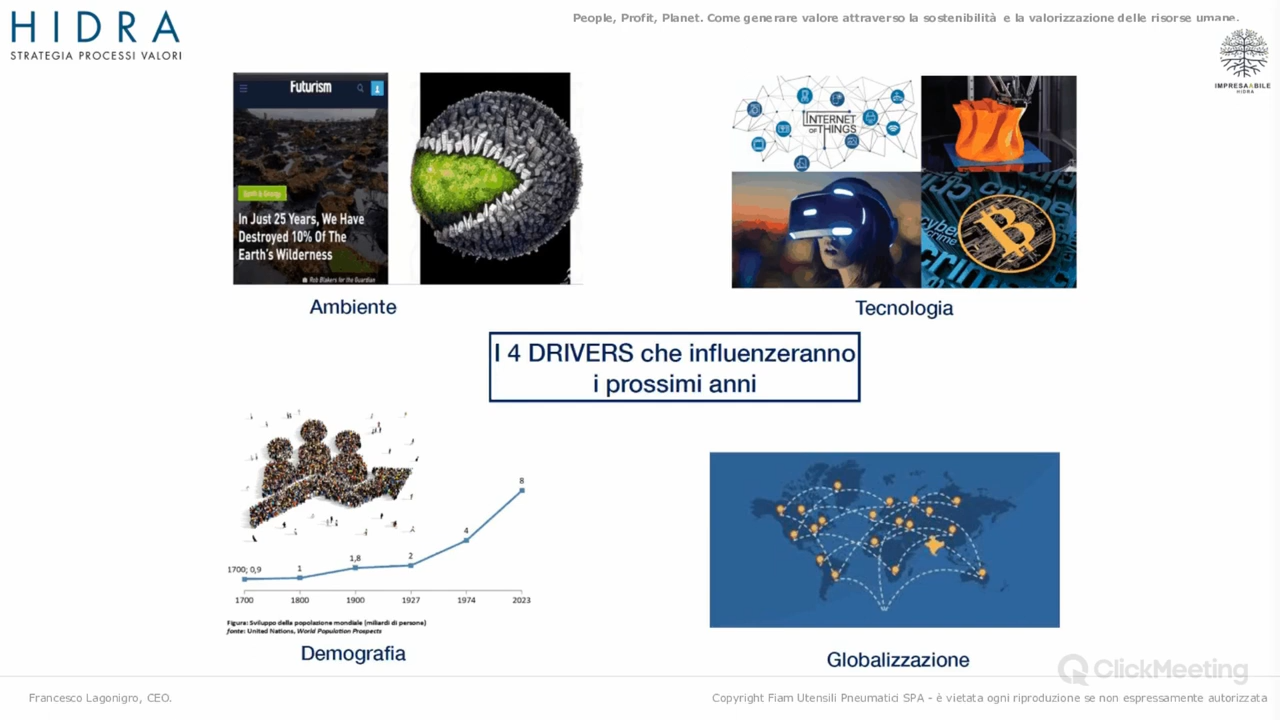 HIDRA
STRATEGIA PROCESSI VALORI
People, Profit, Planet. Come generare valore attraverso la sostenibilità e la valorizzazione delle risorse umane.
IMPRESAABILE
HIDRA
Futurism
Earth & Energy
In Just 25 Years, We Have
Destroyed 10% Of The
Earth's Wilderness
Rob Blakers for the Guardian
INTERNET
OF THINGS
crime
cyber
crime
Ambiente
Tecnologia
I 4 DRIVERS che influenzeranno
i prossimi anni
8
4
2
1,8
1
1700; 0,9
1700 1800 1900 1927 1974 2023
Figura: Sviluppo della popolazione mondiale (miliardi di persone)
fonte: United Nations, World Population Prospects
Demografia
Globalizzazione
ClickMeeting
Francesco Lagonigro, CEO.
Copyright Fiam Utensili Pneumatici SPA - è vietata ogni riproduzione se non espressamente autorizzata